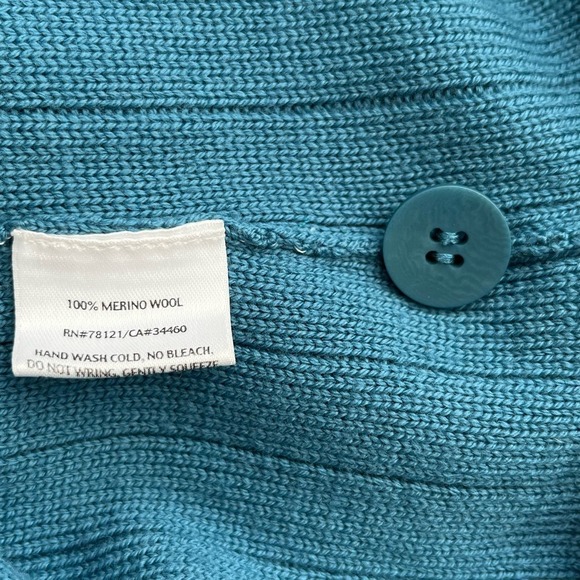 100% MERINO WOOL
RN#78121/CA#34460
HAND WASH COLD, NO BLEACH,
DO NOT WRING, GENTLY SQUEEZE